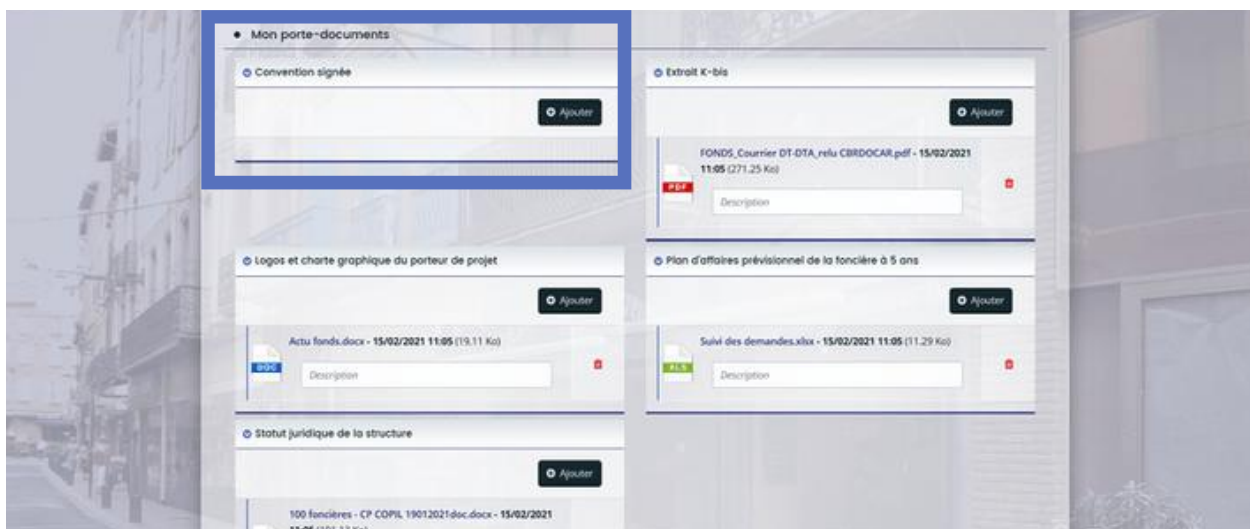 Mon porte-documents
Convention signée
Extrait K-bis
Ajouter
Ajouter
FONDS_Courrier DT-DTA_relu CBRDOCAR.pdf - 15/02/2021
11:05 (271.25 Ko)
PDF
Description
Logos et charte graphique du porteur de projet
Plan d'affaires prévisionnel de la foncière à 5 ans
Ajouter
Ajouter
Actu fonds.docx - 15/02/2021 11:05 (19.11 Ko)
DOC
Description
Suivi des demandes.xlsx - 15/02/2021 11:05 (11.29 Ko)
XLS
Description
Statut juridique de la structure
Ajouter
100 foncières - CP COPIL 19012021doc.docx - 15/02/2021